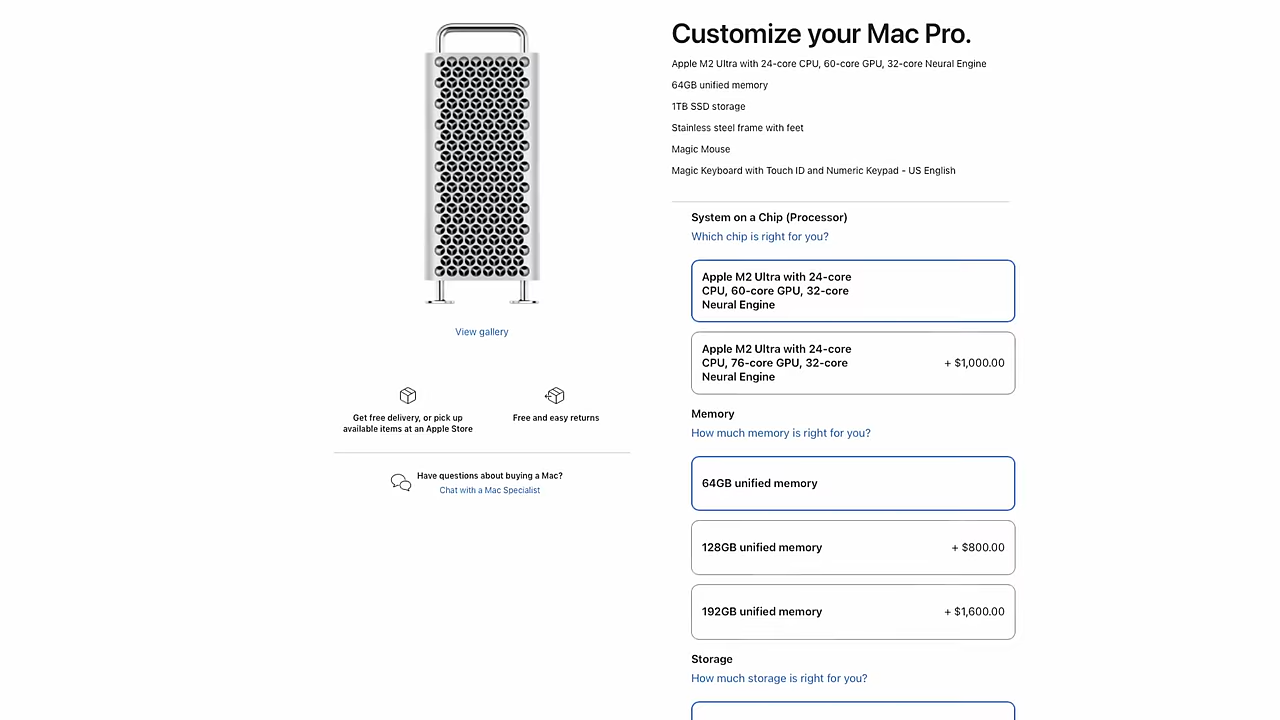 Customize your Mac Pro.
Apple M2 Ultra with 24-core CPU, 60-core GPU, 32-core Neural Engine
64GB unified memory
1TB SSD storage
Stainless steel frame with feet
Magic Mouse
Magic Keyboard with Touch ID and Numeric Keypad - US English
View gallery
Get free delivery, or pick up
available items at an Apple Store
Free and easy returns
Have questions about buying a Mac?
Chat with a Mac Specialist
System on a Chip (Processor)
Which chip is right for you?
Apple M2 Ultra with 24-core
CPU, 60-core GPU, 32-core
Neural Engine
Apple M2 Ultra with 24-core
CPU, 76-core GPU, 32-core
Neural Engine
+ $1,000.00
Memory
How much memory is right for you?
64GB unified memory
128GB unified memory
+ $800.00
192GB unified memory
+ $1,600.00
Storage
How much storage is right for you?